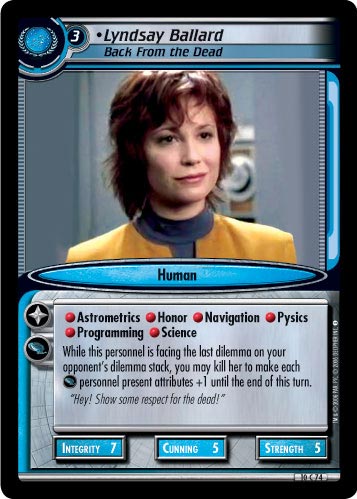 3
•Lyndsay Ballard
Back From the Dead
Human
Astrometrics Honor Navigation Pysics
Programming Science
While this personnel is facing the last dilemma on your
opponent's dilemma stack, you may kill her to make each
personnel present attributes +1 until the end of this turn.
"Hey! Show some respect for the dead!"
INTEGRITY 7 CUNNING 5 STRENGTH 5
10 C 74